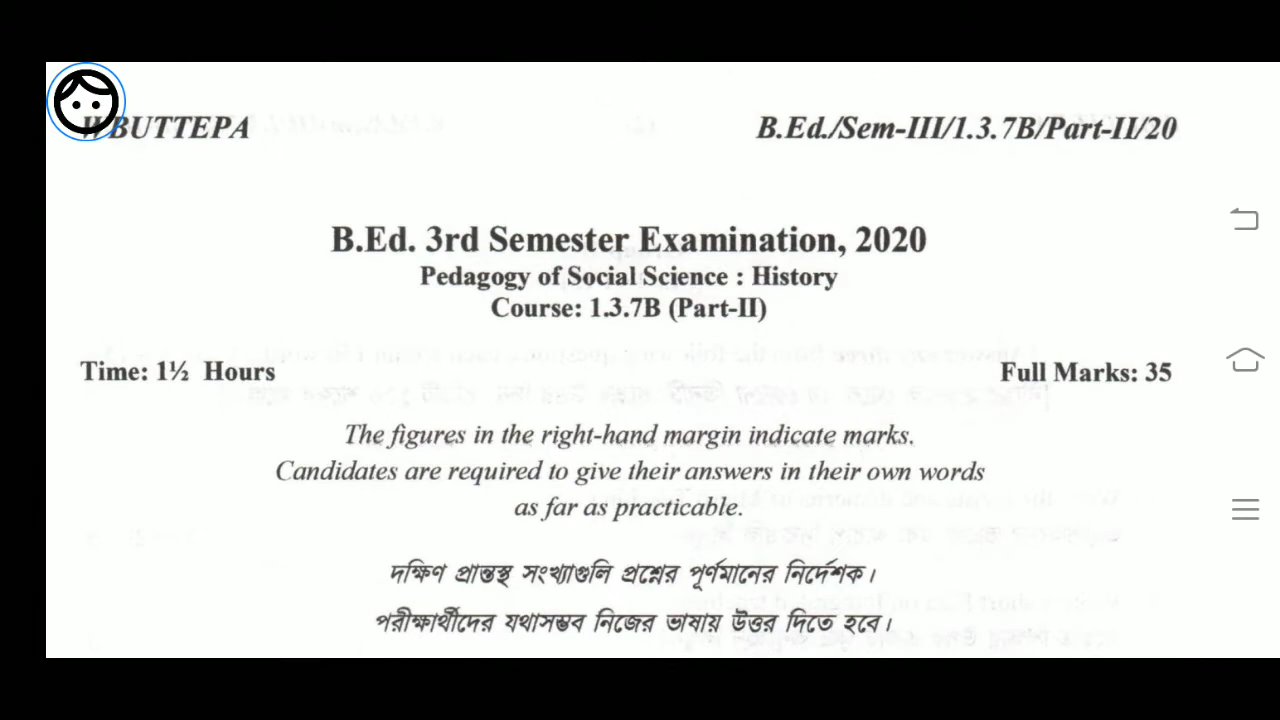 WBUTTEPA B.Ed./Sem-III/1.3.7B/Part-II/20
B.Ed. 3rd Semester Examination, 2020
Pedagogy of Social Science : History
Course: 1.3.7B (Part-II)
Time: 1½ Hours Full Marks: 35
The figures in the right-hand margin indicate marks.
Candidates are required to give their answers in their own words
as far as practicable.
দক্ষিণ প্রান্তস্থ সংখ্যাগুলি প্রশ্নের পূর্ণমানের নির্দেশক।
পরীক্ষার্থীদের যথাসম্ভব নিজের ভাষায় উত্তর দিতে হবে।